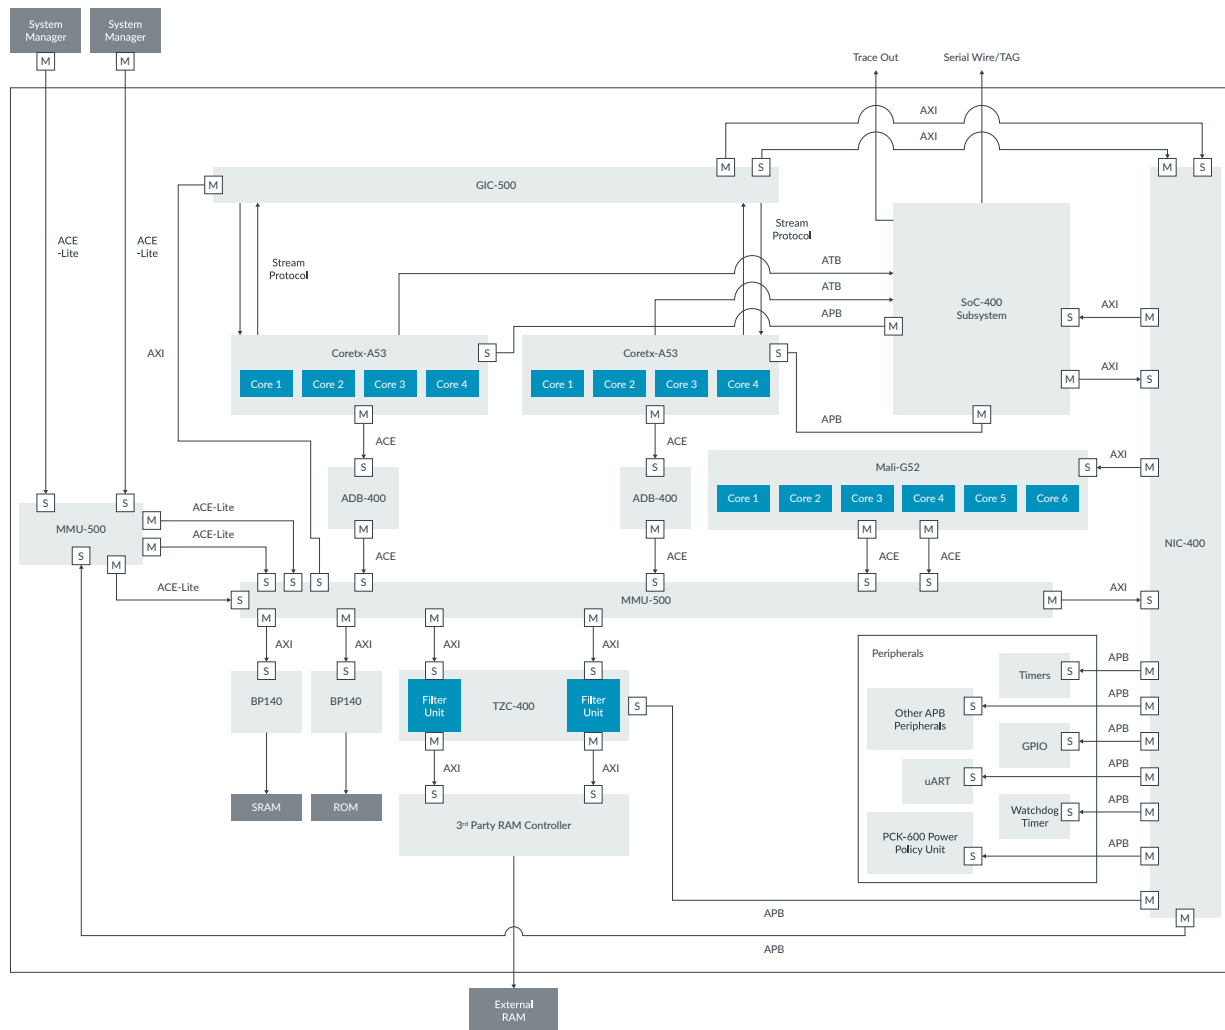 System
Manager
System
Manager
M
M
Trace Out
Serial Wire/TAG
AXI
AXI
M
S
M
S
M
GIC-500
ACE
-Lite
ACE
-Lite
Stream
Protocol
Stream
Protocol
ATB
ATB
APB
SoC-400
Subsystem
M
S
AXI
M
AXI
Coretx-A53
S
Coretx-A53
S
Core 1
Core 2
Core 3
Core 4
Core 1
Core 2
Core 3
Core 4
M
AXI
S
M
ACE
M
ACE
APB
M
S
ADB-400
M
ACE
S
S
ADB-400
M
ACE
S
Mali-G52
S
AXI
M
Core 1
Core 2
Core 3
Core 4
Core 5
Core 6
M
ACE
S
M
ACE
S
NIC-400
S
S
MMU-500
M
ACE-Lite
M
ACE-Lite
S
M
ACE-Lite
S
S
S
S
MMU-500
M
AXI
S
M
AXI
S
BP140
M
AXI
S
BP140
M
AXI
S
M
AXI
S
Filter
Unit
TZC-400
Filter
Unit
S
M
AXI
S
M
AXI
S
SRAM
ROM
3rd Party RAM Controller
Peripherals
Timers
S
APB
M
Other APB
Peripherals
S
APB
M
GPIO
S
APB
M
uART
S
APB
M
Watchdog
Timer
S
APB
M
PCK-600 Power
Policy Unit
S
APB
M
M
APB
M
APB
External
RAM